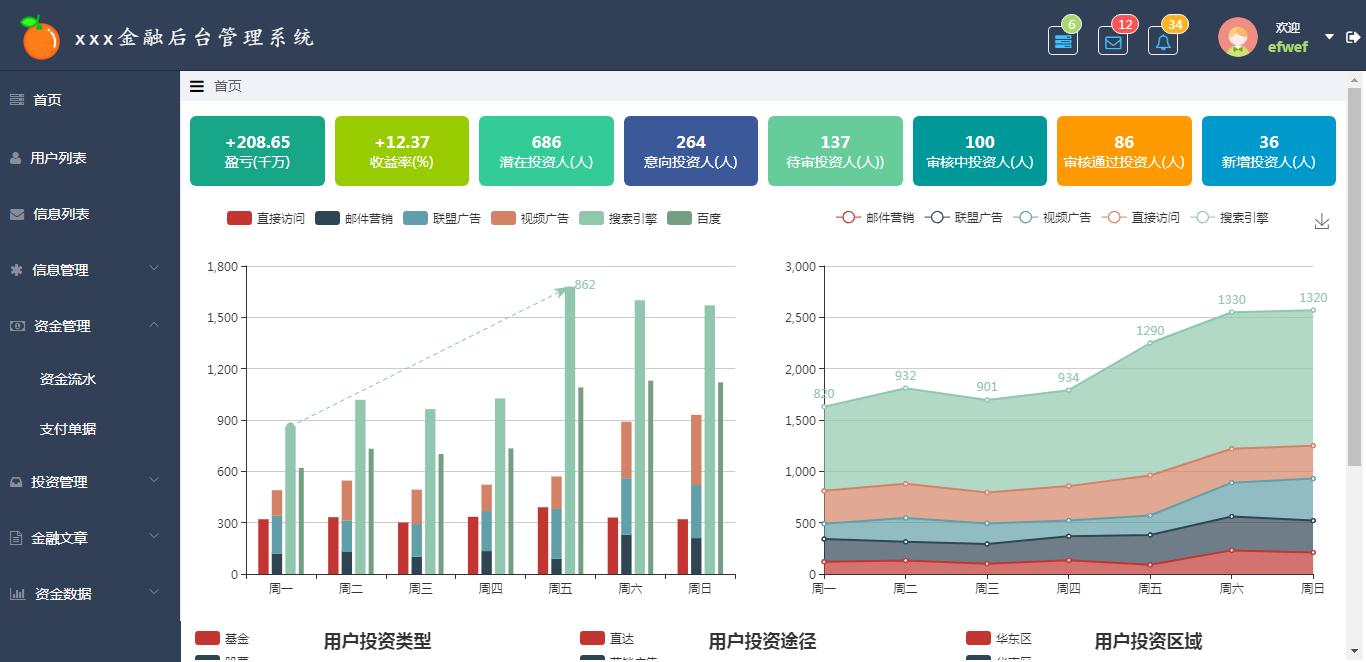 xxx金融后台管理系统
6
12
34
欢迎
efwef
首页
用户列表
信息列表
信息管理
资金管理
资金流水
支付单据
投资管理
金融文章
资金数据
首页
+208.65
盈亏(千万)
+12.37
收益率(%)
686
潜在投资人(人)
264
意向投资人(人)
137
待审投资人(人))
100
审核中投资人(人)
86
审核通过投资人(人)
36
新增投资人(人)
直接访问 邮件营销 联盟广告 视频广告 搜索引擎 百度
1,800
1,500
1,200
900
600
300
0
862
周一 周二 周三 周四 周五 周六 周日
邮件营销 联盟广告 视频广告 直接访问 搜索引擎
3,000
2,500
2,000
1,500
1,000
500
0
820 932 901 934 1290 1330 1320
周一 周二 周三 周四 周五 周六 周日
基金
用户投资类型
直达
用户投资途径
华东区
用户投资区域